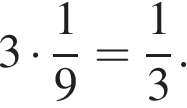 3 · 1/9 = 1/3.